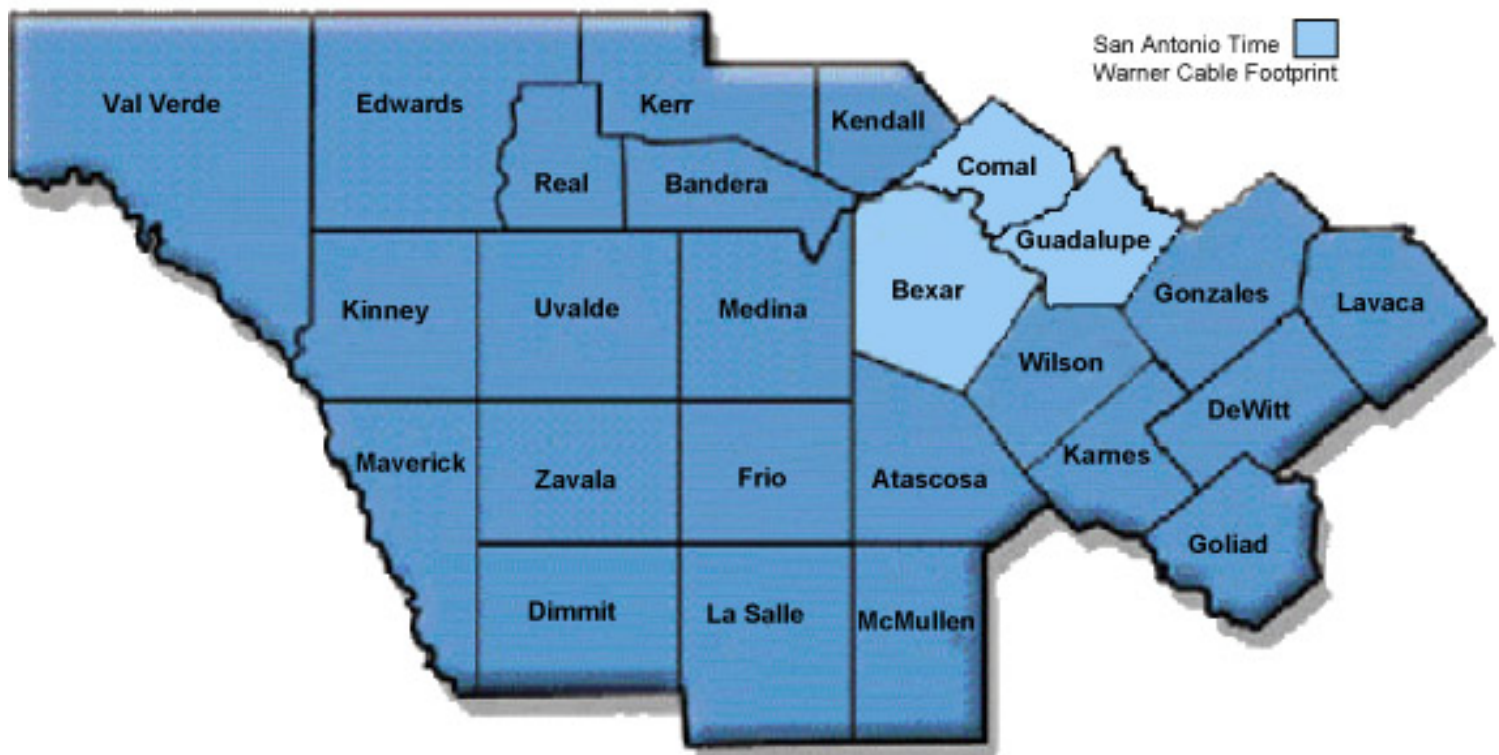 San Antonio Time
Warner Cable Footprint
Val Verde
Edwards
Kerr
Kendall
Comal
Real
Bandera
Guadalupe
Kinney
Uvalde
Medina
Bexar
Gonzales
Lavaca
Wilson
DeWitt
Maverick
Zavala
Frio
Atascosa
Karnes
Goliad
Dimmit
La Salle
McMullen